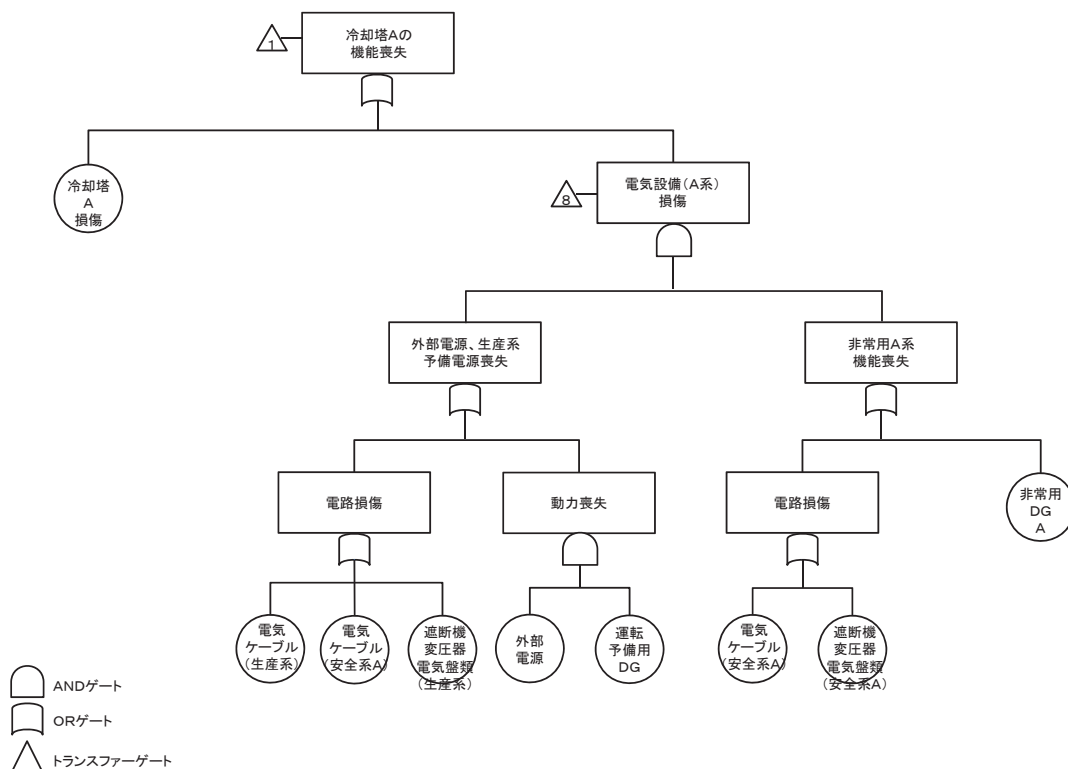 冷却塔Aの
機能喪失
1
冷却塔
A
損傷
電気設備(A系)
損傷
8
外部電源、生産系
予備電源喪失
非常用A系
機能喪失
電路損傷
動力喪失
電路損傷
非常用
DG
A
電気
ケーブル
(生産系)
電気
ケーブル
(安全系A)
遮断機
変圧器
電気盤類
(生産系)
外部
電源
運転
予備用
DG
電気
ケーブル
(安全系A)
遮断機
変圧器
電気盤類
(安全系A)
ANDゲート
ORゲート
トランスファーゲート